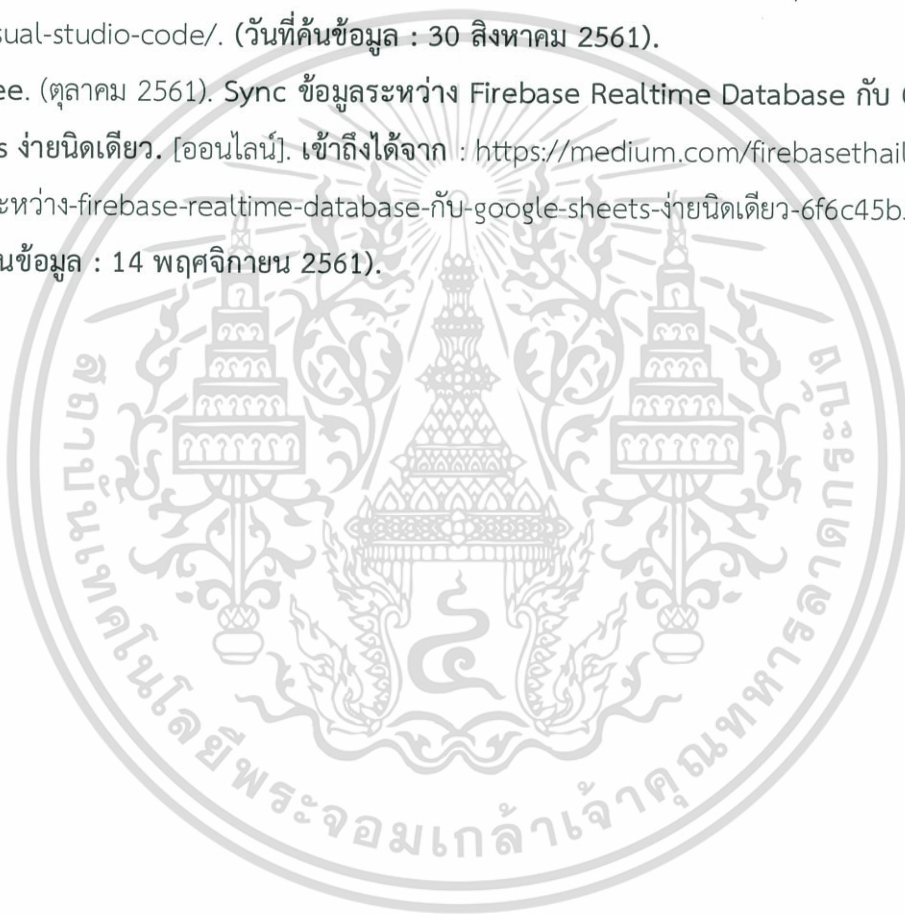 sual-studio-code/. (วันที่ค้นข้อมูล : 30 สิงหาคม 2561).
ee. (ตุลาคม 2561). Sync ข้อมูลระหว่าง Firebase Realtime Database กับ
s ง่ายนิดเดียว. [ออนไลน์]. เข้าถึงได้จาก : https://medium.com/firebasethail
ะหว่าง-firebase-realtime-database-กับ-google-sheets-ง่ายนิดเดียว-6f6c45b
นข้อมูล : 14 พฤศจิกายน 2561).
สถาบันเทคโนโลยีพระจอมเกล้าเจ้าคุณทหารลาดกระบัง